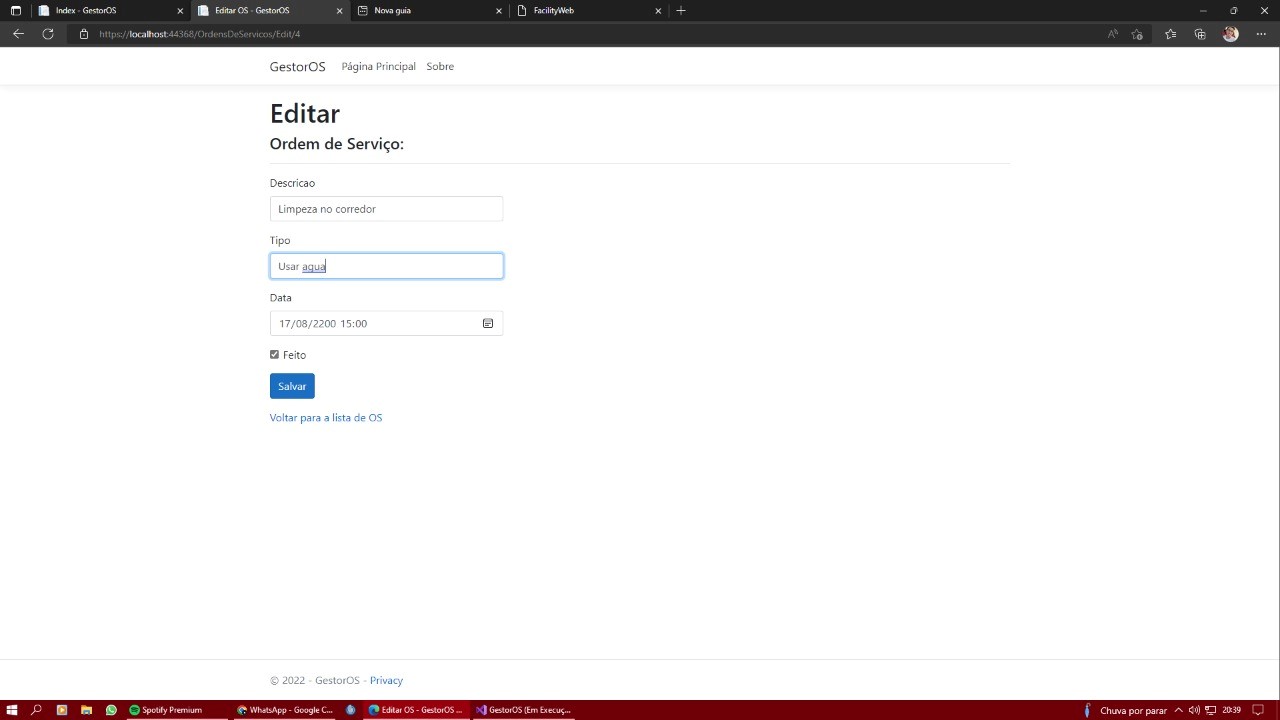 Index - GestorOS
Editar OS - GestorOS
Nova guia
FacilityWeb
https://localhost:44368/OrdensDeServicos/Edit/4
GestorOS
Página Principal
Sobre
Editar
Ordem de Serviço:
Descricao
Limpeza no corredor
Tipo
Usar agua
Data
17/08/2200 15:00
Feito
Salvar
Voltar para a lista de OS
© 2022 - GestorOS - Privacy
Spotify Premium
WhatsApp - Google C...
Editar OS - GestorOS ...
GestorOS (Em Execuç...
Chuva por parar
20:39